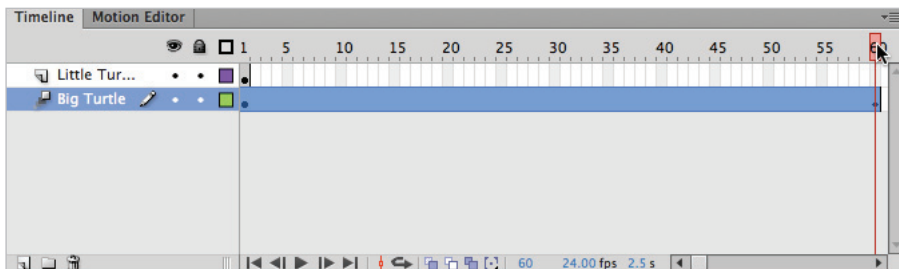 Timeline Motion Editor
1 5 10 15 20 25 30 35 40 45 50 55 60
Little Tur...
Big Turtle
60 24.00 fps 2.5 s